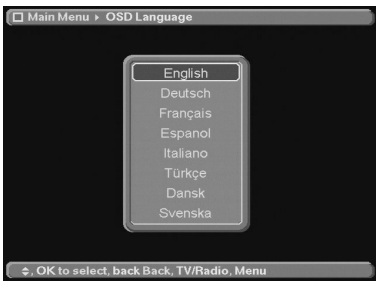 Main Menu ▸ OSD Language
English
Deutsch
Français
Espanol
Italiano
Türkçe
Dansk
Svenska
, OK to select, back Back, TV/Radio, Menu